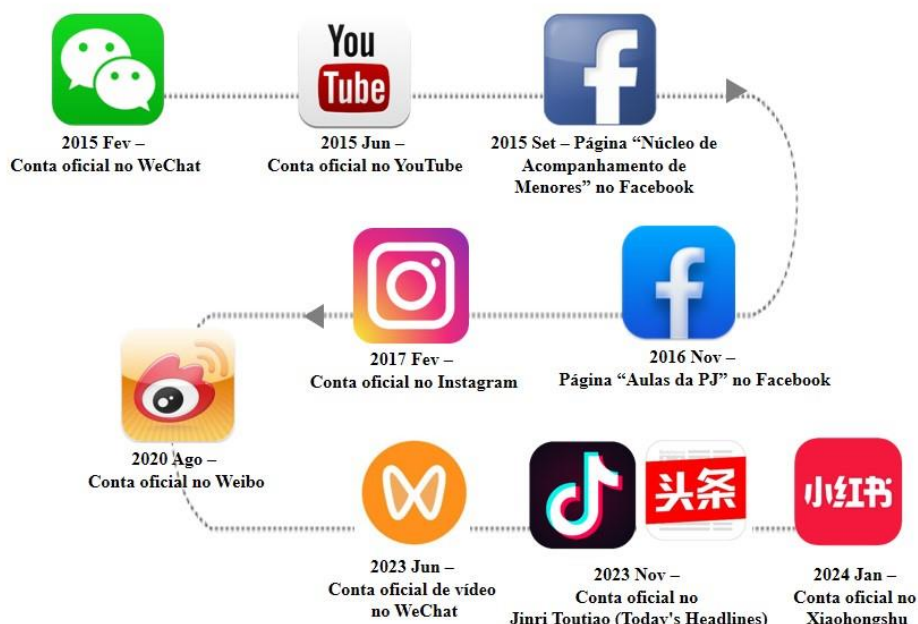 You
Tube
2015 Fev –
Conta oficial no WeChat
2015 Jun –
Conta oficial no YouTube
2015 Set – Página “Núcleo de
Acompanhamento de
Menores” no Facebook
2017 Fev –
Conta oficial no Instagram
2016 Nov –
Página “Aulas da PJ” no Facebook
2020 Ago –
Conta oficial no Weibo
头条
小红书
2023 Jun –
Conta oficial de vídeo
no WeChat
2023 Nov –
Conta oficial no
Jinri Toutiao (Today's Headlines)
2024 Jan –
Conta oficial no
Xiaohongshu